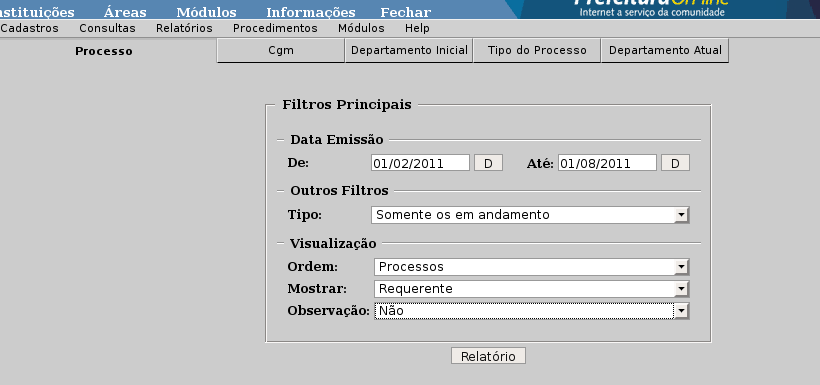 Áreas Módulos Informações Fechar
Internet a serviço da comunidade
Cadastros Consultas Relatórios Procedimentos Módulos Help
Processo Cgm Departamento Inicial Tipo do Processo Departamento Atual
Filtros Principais
Data Emissão
De: 01/02/2011 D Até: 01/08/2011 D
Outros Filtros
Tipo: Somente os em andamento
Visualização
Ordem: Processos
Mostrar: Requerente
Observação: Não
Relatório